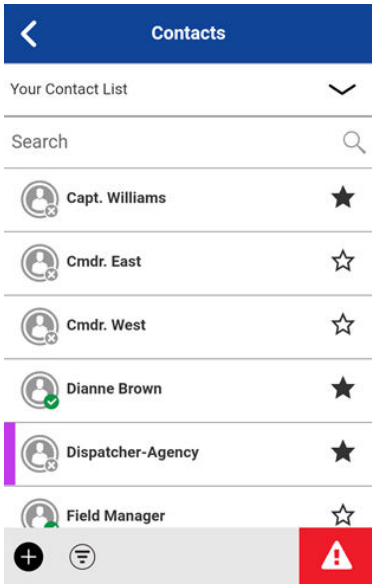 Contacts
Your Contact List
Search
Capt. Williams
Cmdr. East
Cmdr. West
Dianne Brown
Dispatcher-Agency
Field Manager